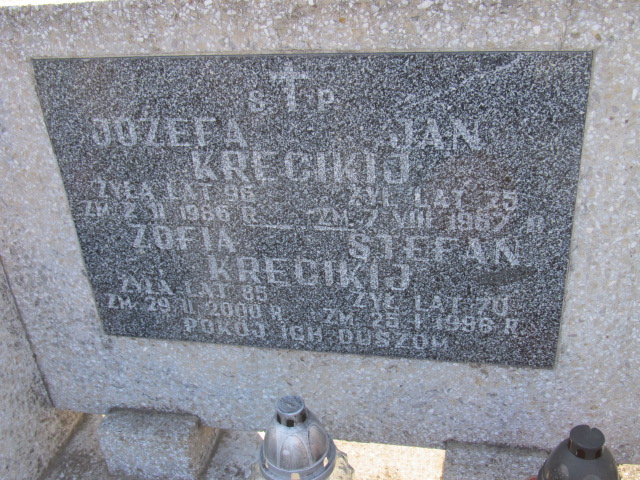 S P
JÓZEFA JAN
KRECIKIJ
ŻYŁA LAT 96 ŻYŁ LAT 75
ZM. 2 II 1986 R. ZM. 7 VIII 1967 R
ZOFIA STEFAN
KRECIKIJ
ŻYŁA LAT 85 ŻYŁ LAT 70
ZM. 29 II 2000 R. ZM. 25 I 1996 R.
POKÓJ ICH DUSZOM